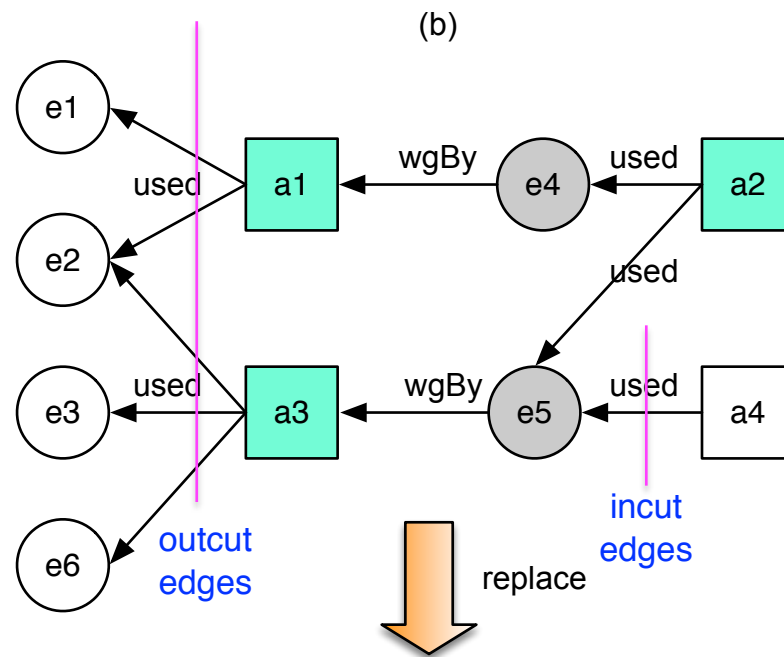 (b)
e1
used
a1
wgBy
e4
used
a2
e2
used
e3
used
a3
wgBy
e5
used
a4
e6
outcut
edges
incut
edges
replace